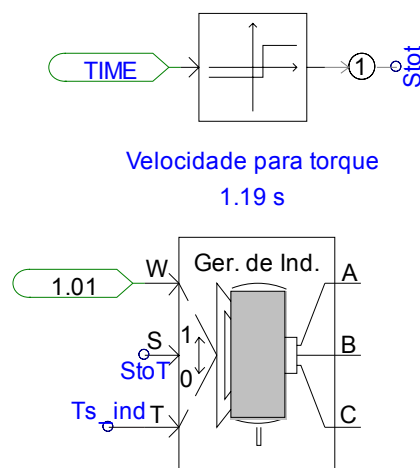 TIME
1
Stot
Velocidade para torque
1.19 s
Ger. de Ind.
1.01
W
S
StoT
1
0
Ts_ind
T
A
B
C